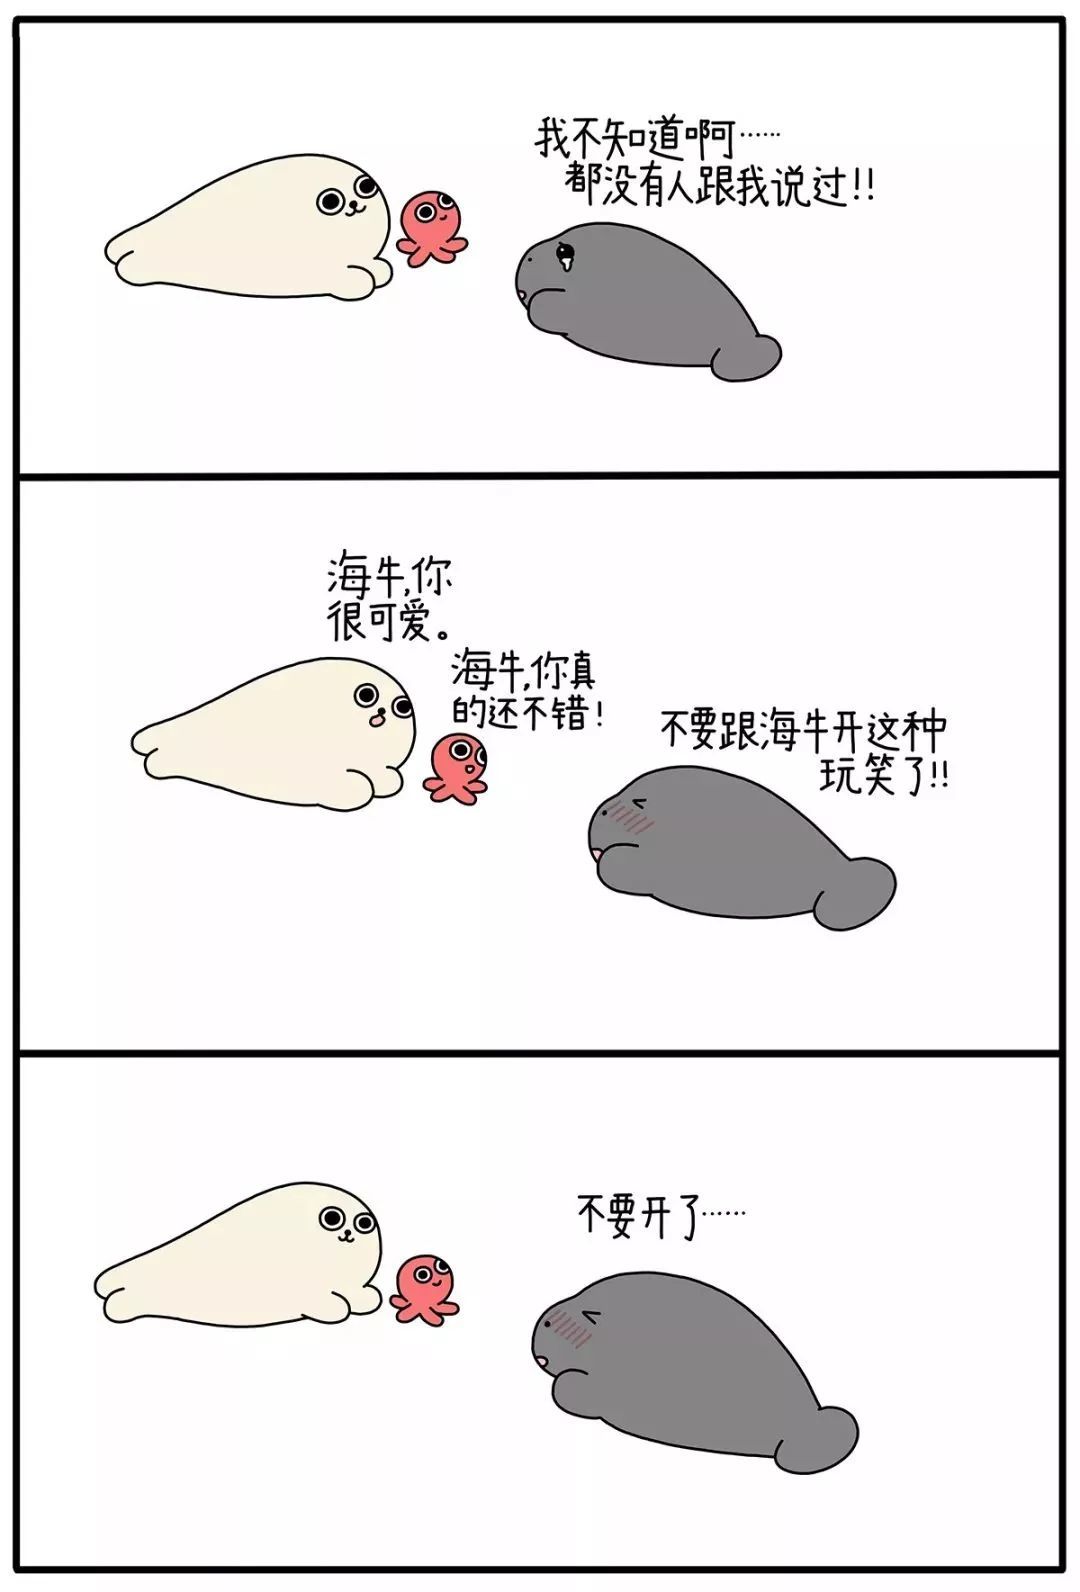 我不知道啊……
都没有人跟我说过!!
海牛,你
很可爱。
海牛,你真
的还不错!
不要跟海牛开这种
玩笑了!!
不要开了……